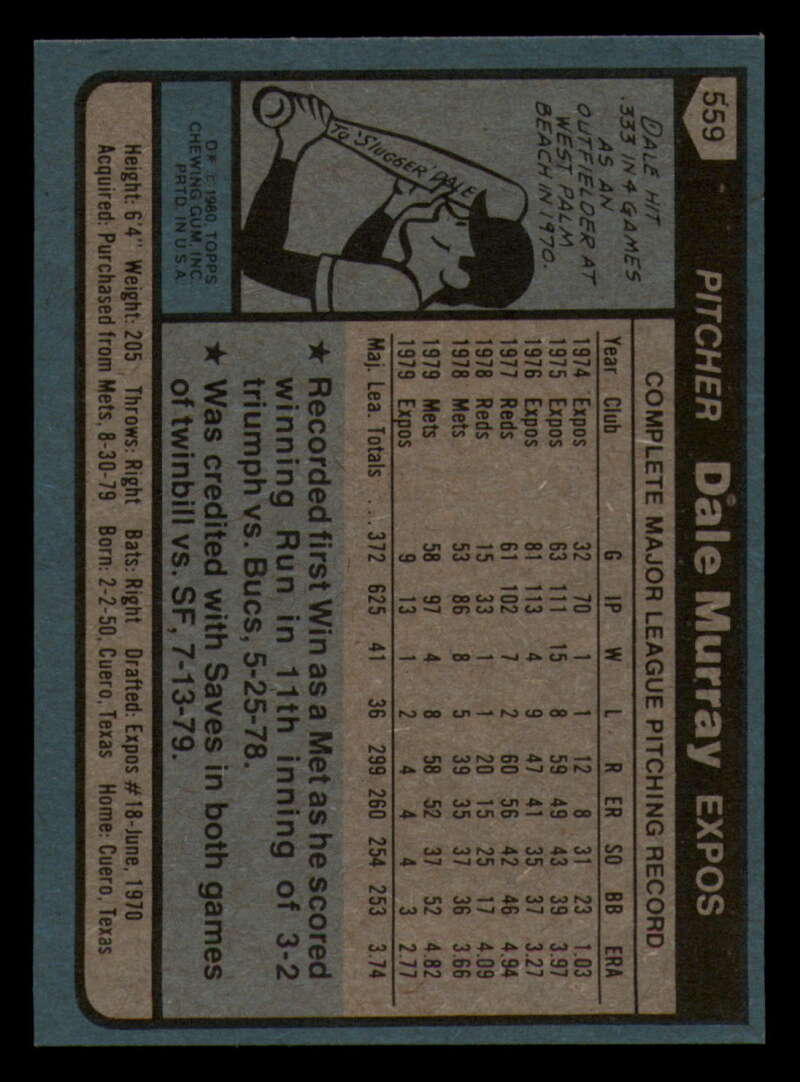 559
PITCHER Dale Murray EXPOS
DALE HIT
.333 IN 4 GAMES
AS AN
OUTFIELDER AT
WEST PALM
BEACH IN 1970.
TO 'SLUGGER' DALE
D* © 1980 TOPPS
CHEWING GUM, INC.
PRTD. IN U.S.A.
COMPLETE MAJOR LEAGUE PITCHING RECORD
Year Club G IP W L R ER SO BB ERA
1974 Expos 32 70 1 1 12 8 31 23 1.03
1975 Expos 63 111 15 8 59 49 43 39 3.97
1976 Expos 81 113 4 9 47 41 35 37 3.27
1977 Reds 61 102 7 2 60 56 42 46 4.94
1978 Reds 15 33 1 1 20 15 25 17 4.09
1978 Mets 53 86 8 5 39 35 37 36 3.66
1979 Mets 58 97 4 8 58 52 37 52 4.82
1979 Expos 9 13 1 2 4 4 4 3 2.77
Maj. Lea. Totals .... 372 625 41 36 299 260 254 253 3.74
★ Recorded first Win as a Met as he scored
winning Run in 11th inning of 3-2
triumph vs. Bucs, 5-25-78.
★ Was credited with Saves in both games
of twinbill vs. SF, 7-13-79.
Height: 6'4" Weight: 205 Throws: Right Bats: Right Drafted: Expos #18-June, 1970
Acquired: Purchased from Mets, 8-30-79 Born: 2-2-50, Cuero, Texas Home: Cuero, Texas